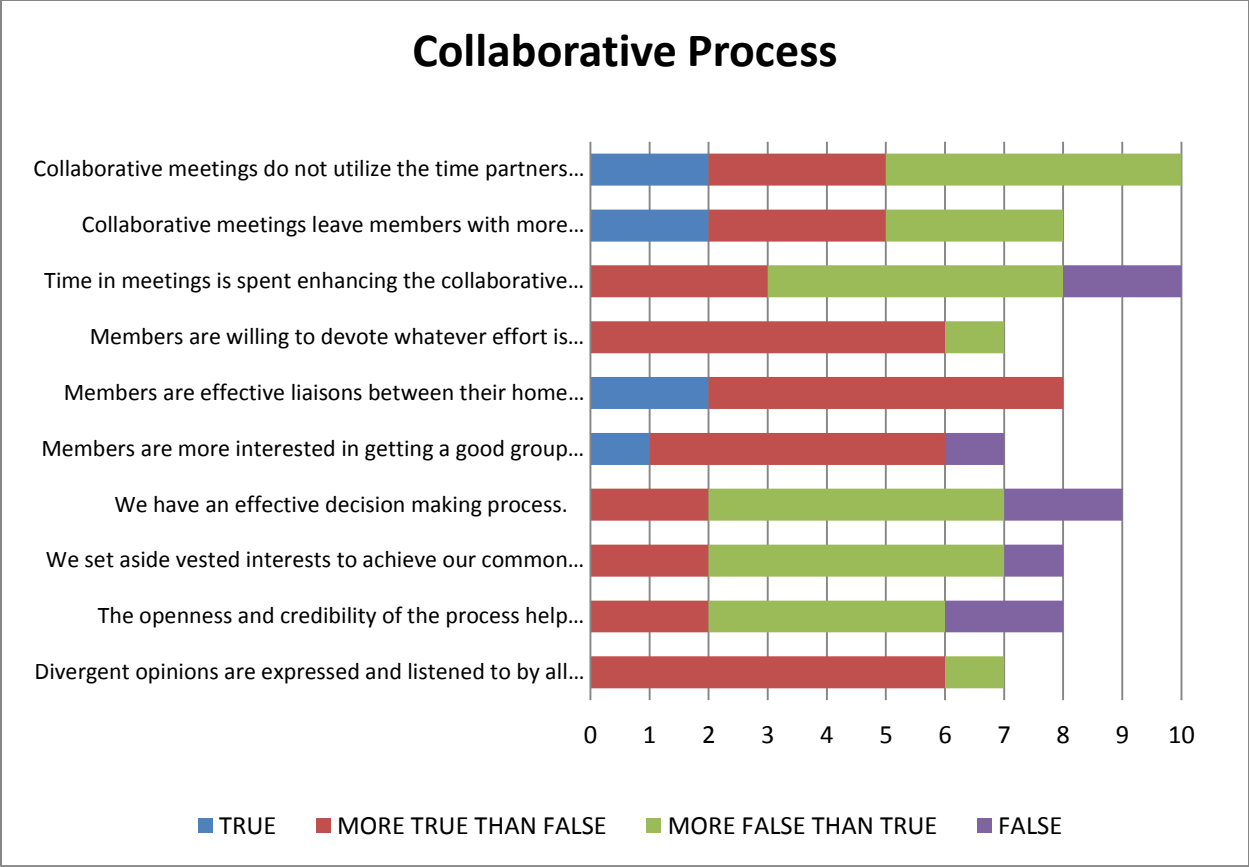 Collaborative Process
Collaborative meetings do not utilize the time partners...
Collaborative meetings leave members with more...
Time in meetings is spent enhancing the collaborative...
Members are willing to devote whatever effort is...
Members are effective liaisons between their home...
Members are more interested in getting a good group...
We have an effective decision making process.
We set aside vested interests to achieve our common...
The openness and credibility of the process help...
Divergent opinions are expressed and listened to by all...
0 1 2 3 4 5 6 7 8 9 10
TRUE MORE TRUE THAN FALSE MORE FALSE THAN TRUE FALSE